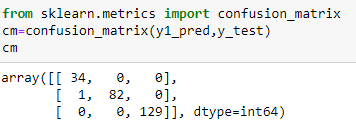 from sklearn.metrics import confusion_matrix
cm=confusion_matrix(y1_pred,y_test)
cm
array([[ 34,   0,   0],
       [  1,  82,   0],
       [  0,   0, 129]], dtype=int64)